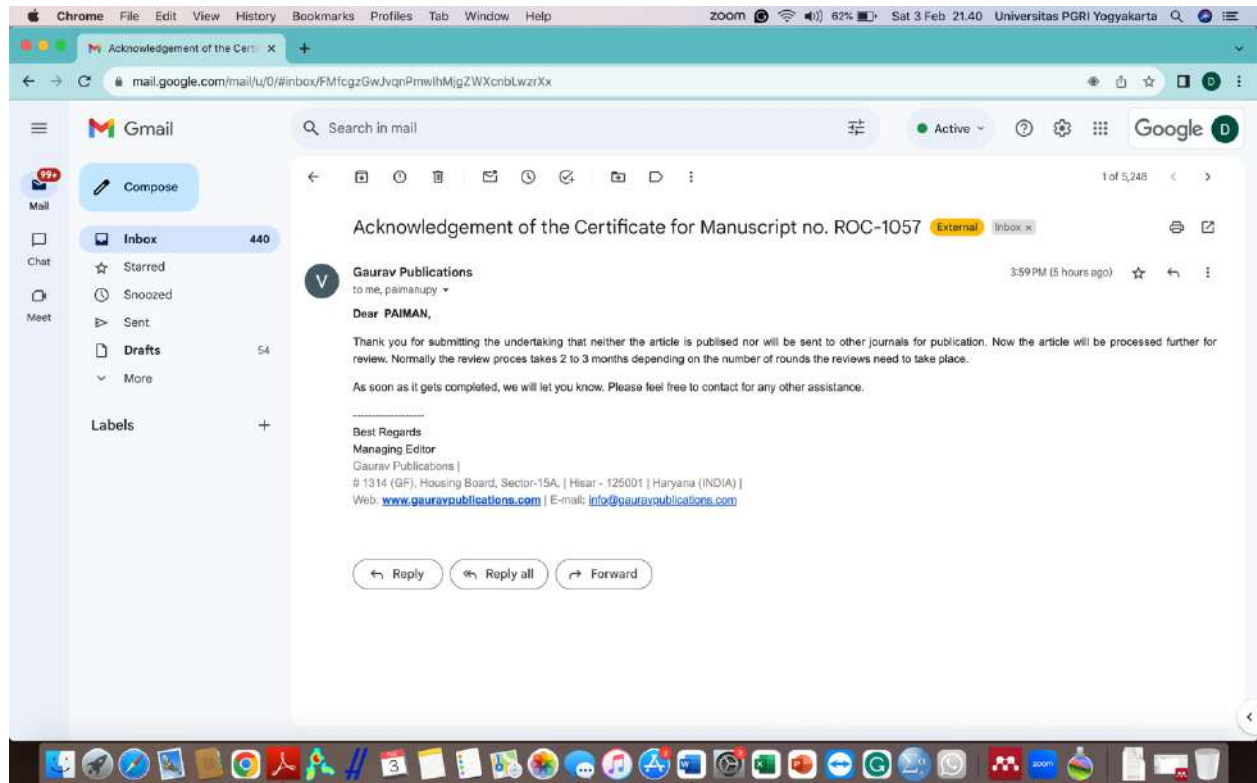 Chrome File Edit View History Bookmarks Profiles Tab Window Help zoom 62% Sat 3 Feb 21.40 Universitas PGRI Yogyakarta
Acknowledgement of the Certi
mail.google.com/mail/u/0/#inbox/FMfcgzGwJvqnPmwlhMjgZWXcnbLwzrXx
D
Gmail
Search in mail
Active
Google D
99+
Mail
Compose
1 of 5,248
Acknowledgement of the Certificate for Manuscript no. ROC-1057 External Inbox x
Inbox 440
Chat
Starred
V
Gaurav Publications
3:59 PM (5 hours ago)
to me, paimanupy
Snoozed
Meet
Sent
Dear PAIMAN,
Drafts 54
Thank you for submitting the undertaking that neither the article is publised nor will be sent to other journals for publication. Now the article will be processed further for
review. Normally the review proces takes 2 to 3 months depending on the number of rounds the reviews need to take place.
More
As soon as it gets completed, we will let you know. Please feel free to contact for any other assistance.
Labels +
--------------------
Best Regards
Managing Editor
Gaurav Publications |
# 1314 (GF), Housing Board, Sector-15A, | Hisar - 125001 | Haryana (INDIA) |
Web: www.gauravpublications.com | E-mail: info@gauravpublications.com
Reply Reply all Forward
3
zoom